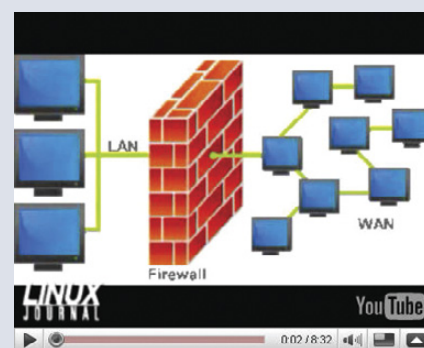 LAN
WAN
Firewall
LINUX
JOURNAL
YouTube
0:02 / 8:32